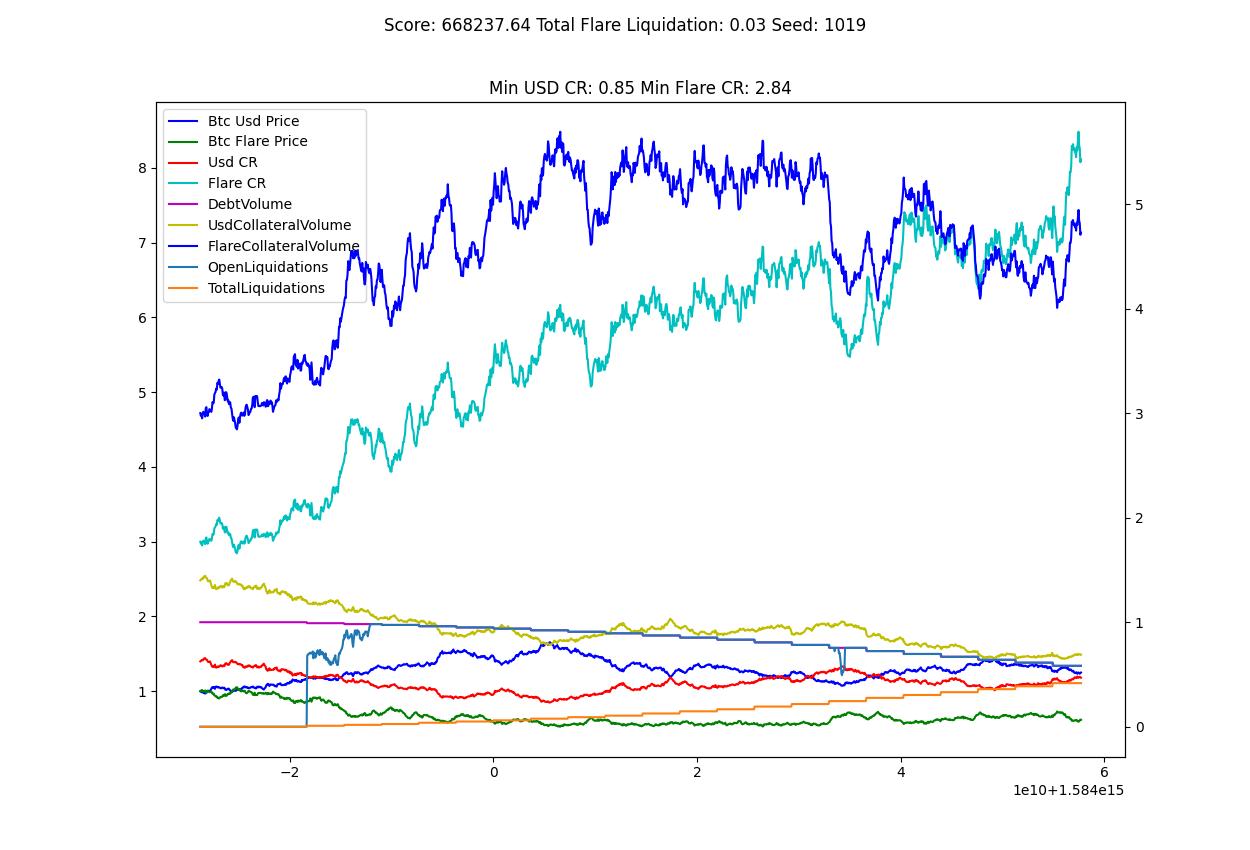 Score: 668237.64 Total Flare Liquidation: 0.03 Seed: 1019
Min USD CR: 0.85 Min Flare CR: 2.84
Btc Usd Price
Btc Flare Price
Usd CR
Flare CR
DebtVolume
UsdCollateralVolume
FlareCollateralVolume
OpenLiquidations
TotalLiquidations
8
7
6
5
4
3
2
1
5
4
3
2
1
0
−2 0 2 4 6
1e10+1.584e15